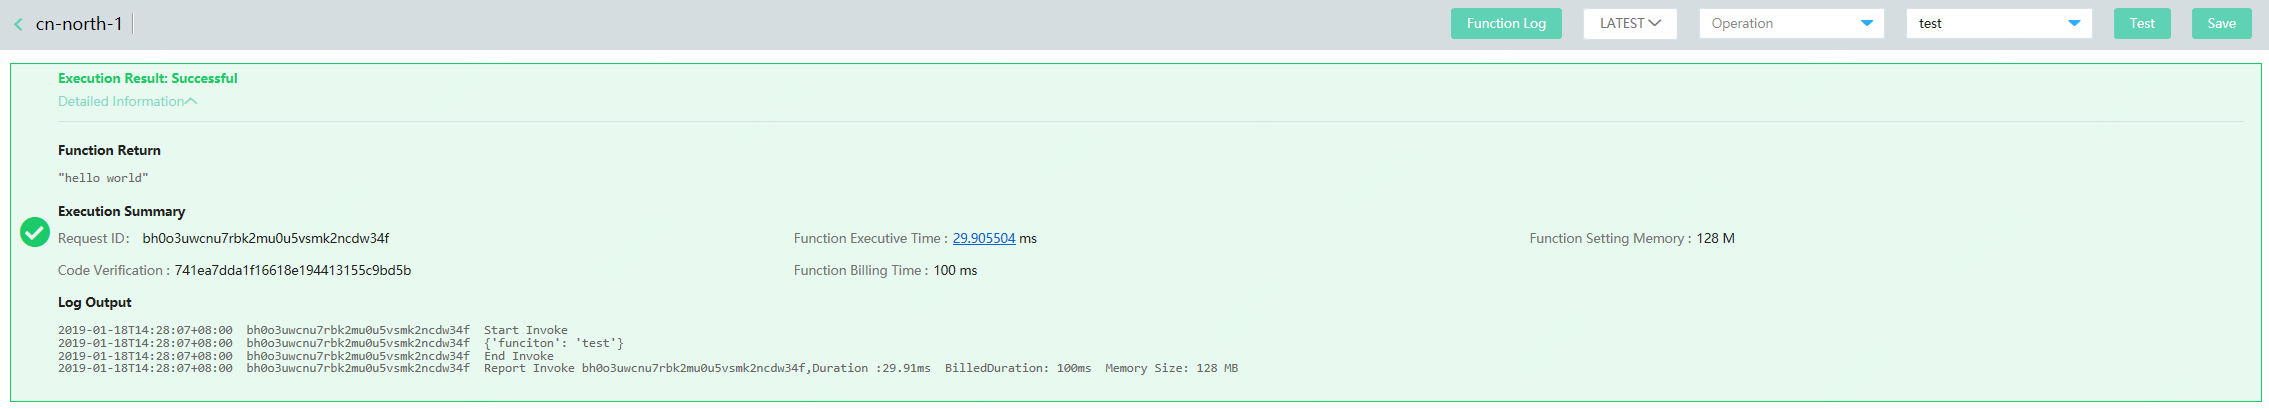 cn-north-1
Function Log LATEST Operation test Test Save
Execution Result: Successful
Detailed Information
Function Return
"hello world"
Execution Summary
Request ID: bh0o3uwcnu7rbk2mu0u5vsmk2ncdw34f Function Executive Time : 29.905504 ms Function Setting Memory : 128 M
Code Verification : 741ea7dda1f16618e194413155c9bd5b Function Billing Time : 100 ms
Log Output
2019-01-18T14:28:07+08:00 bh0o3uwcnu7rbk2mu0u5vsmk2ncdw34f Start Invoke
2019-01-18T14:28:07+08:00 bh0o3uwcnu7rbk2mu0u5vsmk2ncdw34f {'funciton': 'test'}
2019-01-18T14:28:07+08:00 bh0o3uwcnu7rbk2mu0u5vsmk2ncdw34f End Invoke
2019-01-18T14:28:07+08:00 bh0o3uwcnu7rbk2mu0u5vsmk2ncdw34f Report Invoke bh0o3uwcnu7rbk2mu0u5vsmk2ncdw34f,Duration :29.91ms BilledDuration: 100ms Memory Size: 128 MB